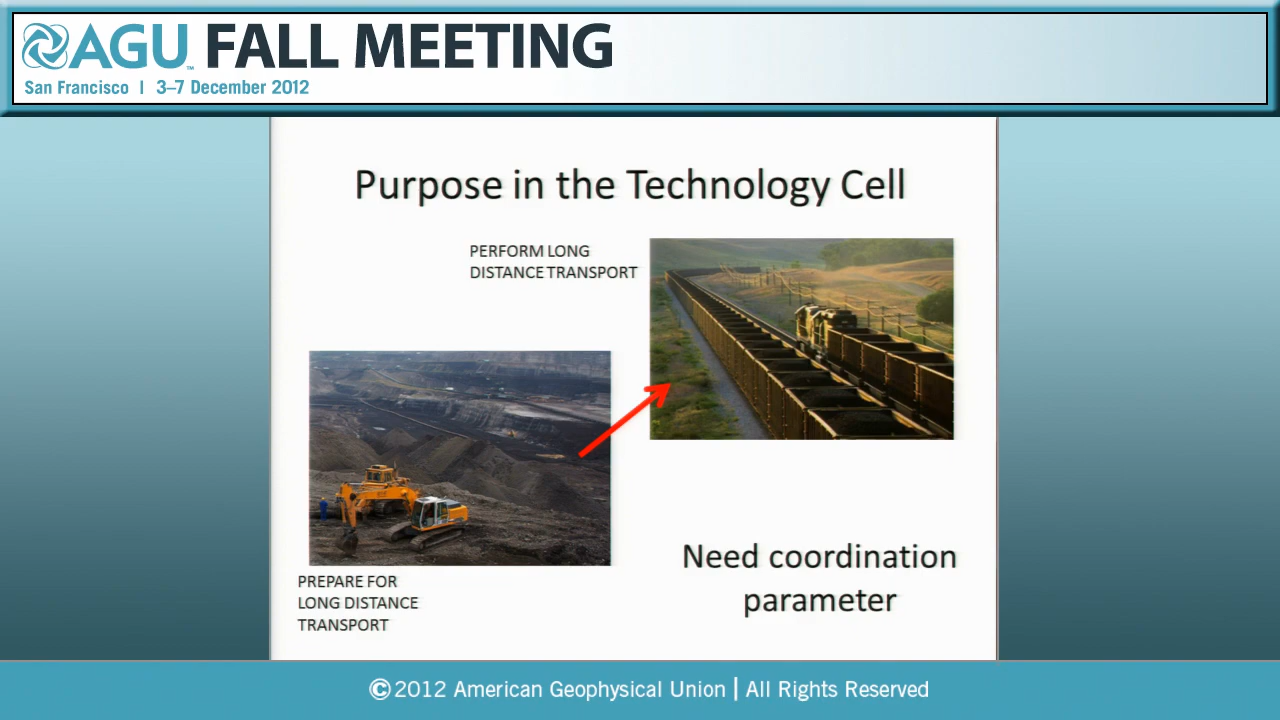 AGU™ FALL MEETING
San Francisco | 3–7 December 2012
Purpose in the Technology Cell
PERFORM LONG
DISTANCE TRANSPORT
PREPARE FOR
LONG DISTANCE
TRANSPORT
Need coordination
parameter
©2012 American Geophysical Union | All Rights Reserved